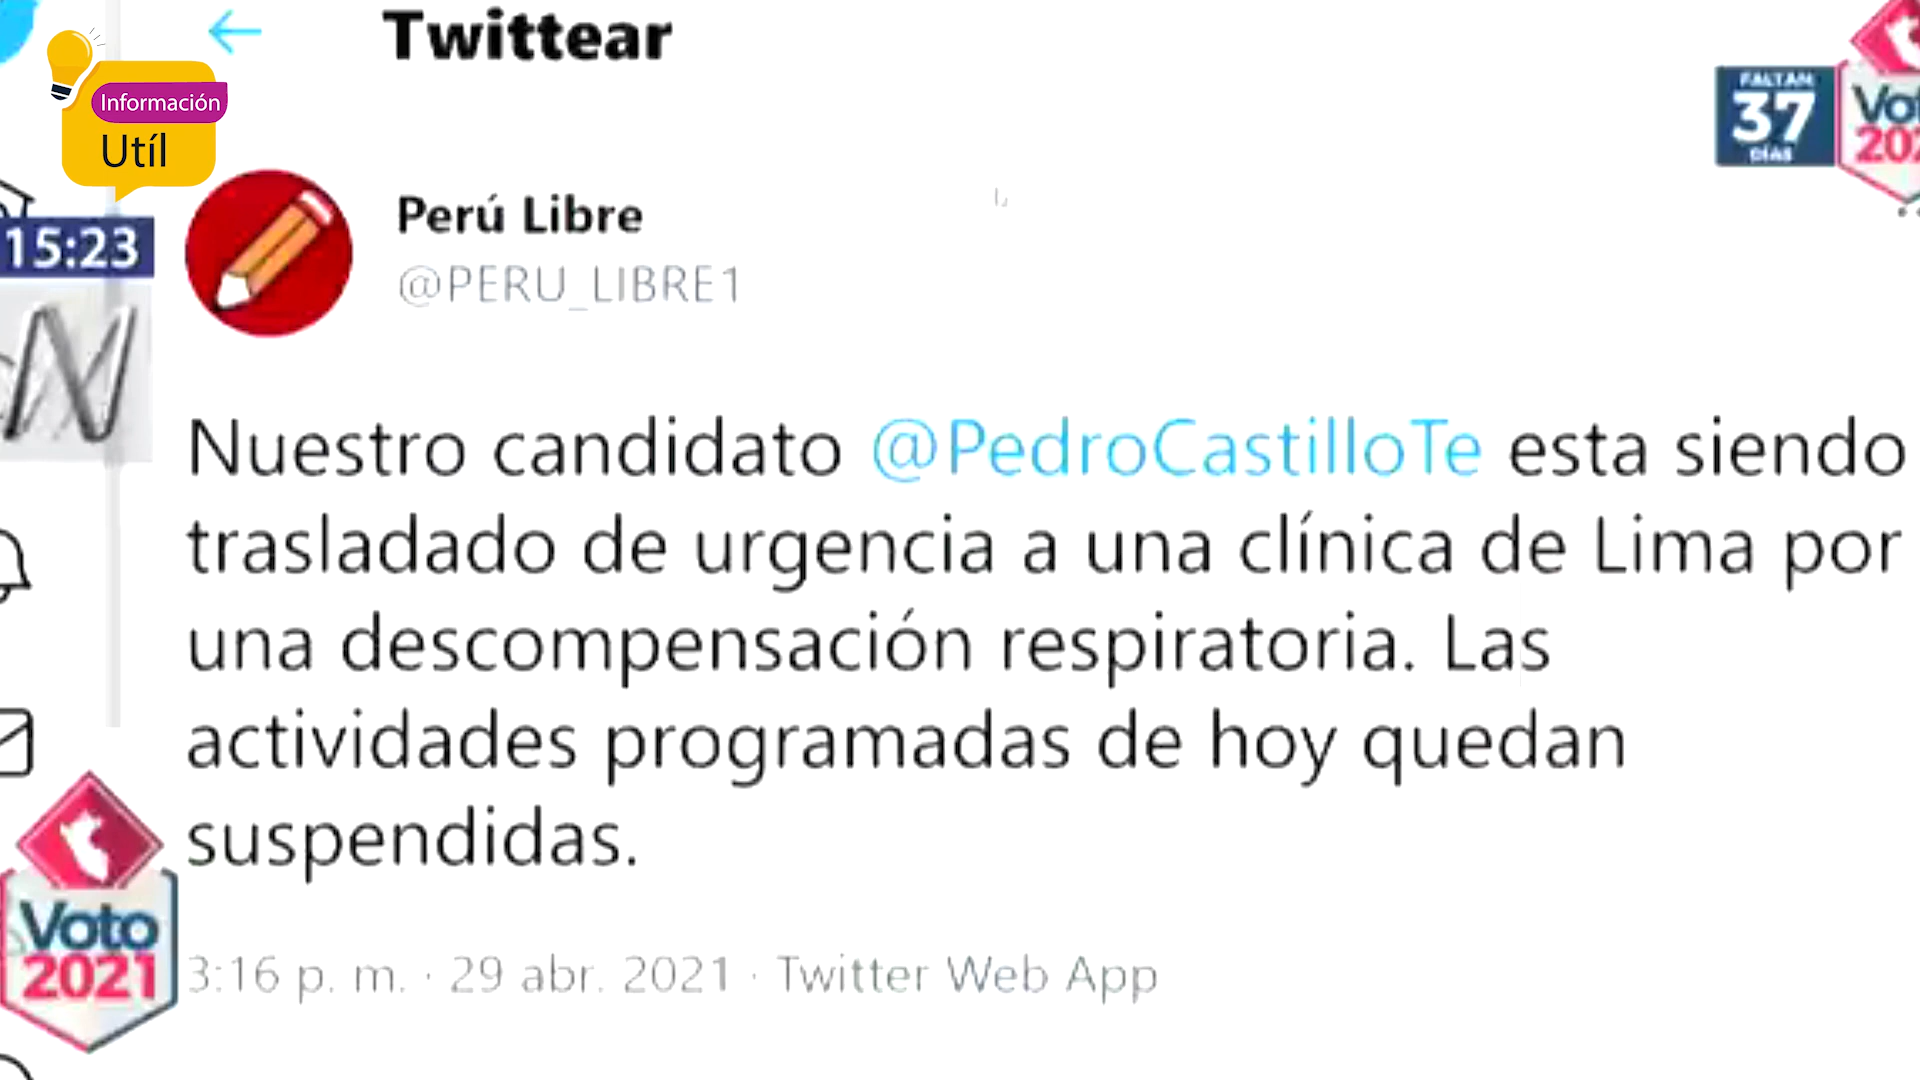 Twittear
Información
Utíl
FALTAN
37
DÍAS
Perú Libre
@PERU_LIBRE1
15:23
Nuestro candidato @PedroCastilloTe esta siendo
trasladado de urgencia a una clínica de Lima por
una descompensación respiratoria. Las
actividades programadas de hoy quedan
suspendidas.
Voto
2021
3:16 p. m. · 29 abr. 2021 · Twitter Web App